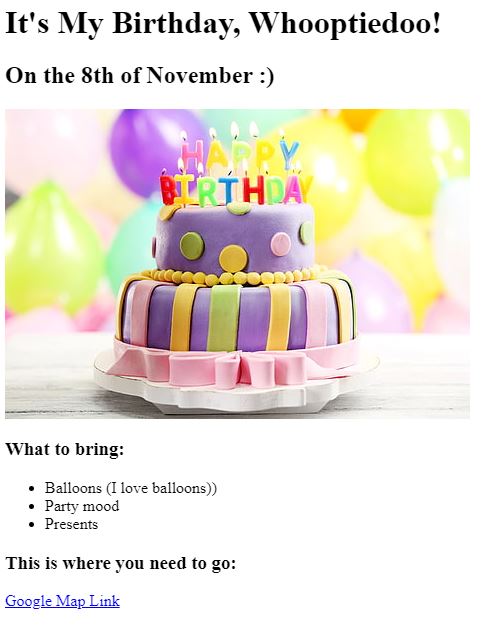 It's My Birthday, Whooptiedoo!
On the 8th of November :)
HAPPY
BIRTHDAY
What to bring:
Balloons (I love balloons))
Party mood
Presents
This is where you need to go:
Google Map Link